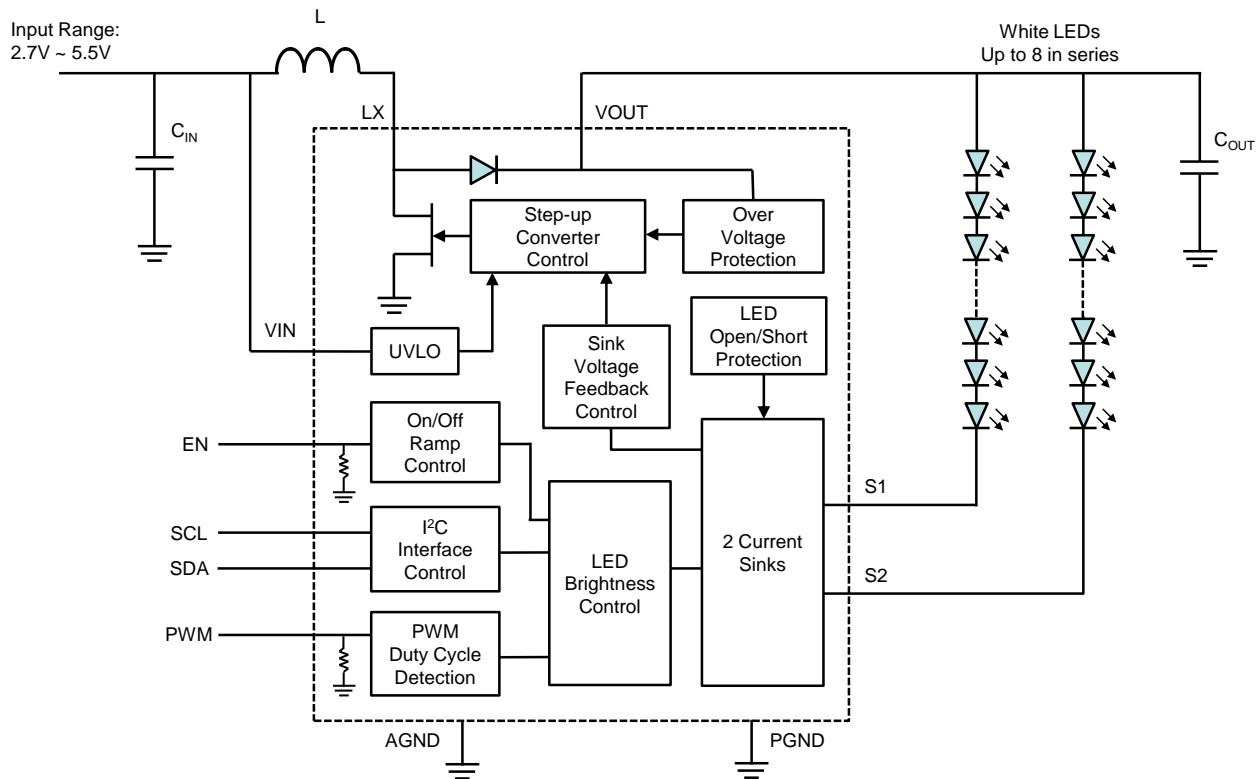 Input Range:
2.7V ~ 5.5V
L
White LEDs
Up to 8 in series
LX
VOUT
CIN
COUT
Step-up
Converter
Control
Over
Voltage
Protection
VIN
UVLO
Sink
Voltage
Feedback
Control
LED
Open/Short
Protection
EN
On/Off
Ramp
Control
S1
SCL
SDA
I²C
Interface
Control
LED
Brightness
Control
2 Current
Sinks
S2
PWM
PWM
Duty Cycle
Detection
AGND
PGND